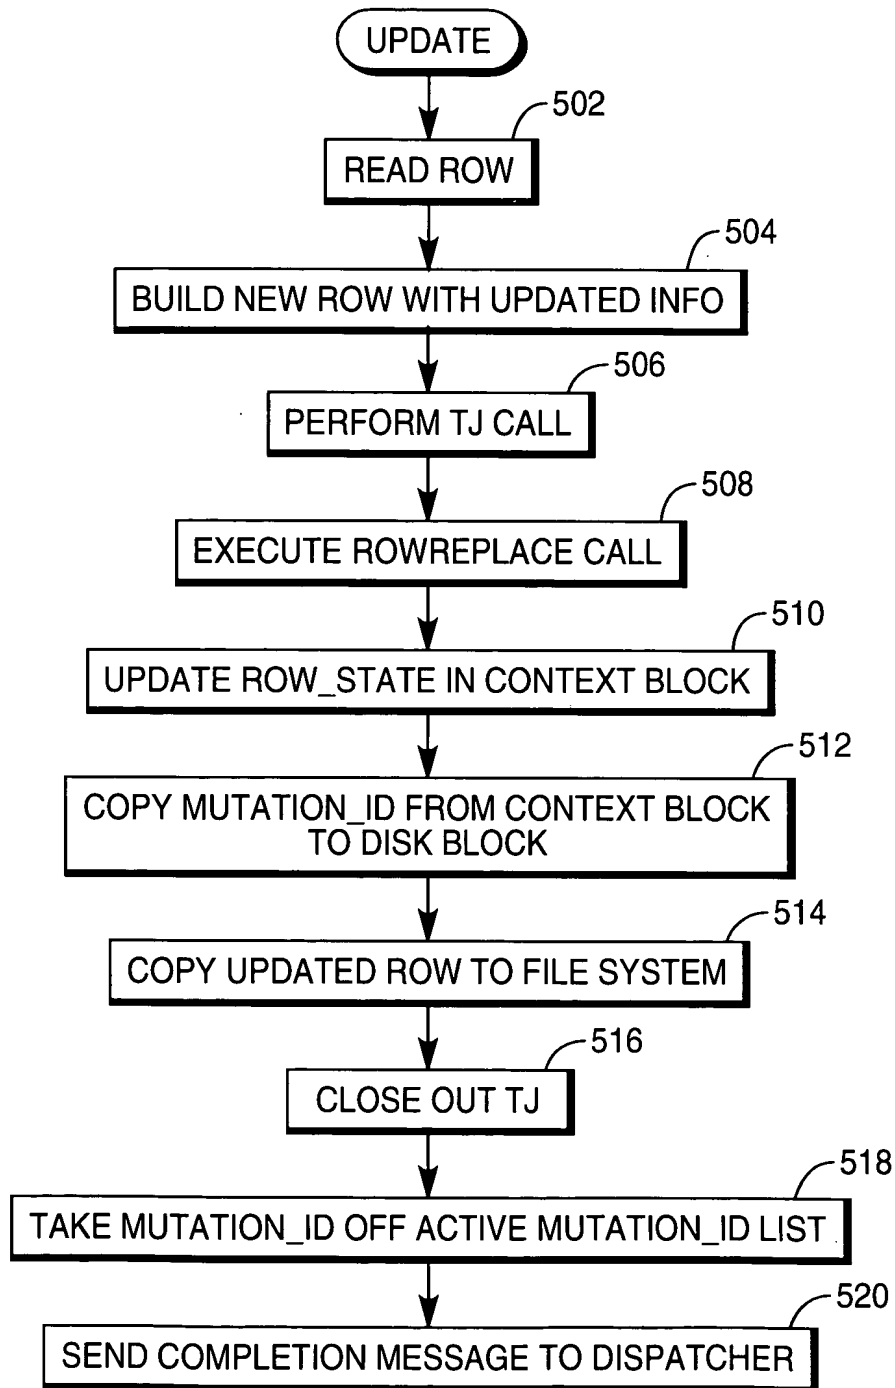 UPDATE
502
READ ROW
504
BUILD NEW ROW WITH UPDATED INFO
506
PERFORM TJ CALL
508
EXECUTE ROWREPLACE CALL
510
UPDATE ROW_STATE IN CONTEXT BLOCK
512
COPY MUTATION_ID FROM CONTEXT BLOCK
TO DISK BLOCK
514
COPY UPDATED ROW TO FILE SYSTEM
516
CLOSE OUT TJ
518
TAKE MUTATION_ID OFF ACTIVE MUTATION_ID LIST
520
SEND COMPLETION MESSAGE TO DISPATCHER